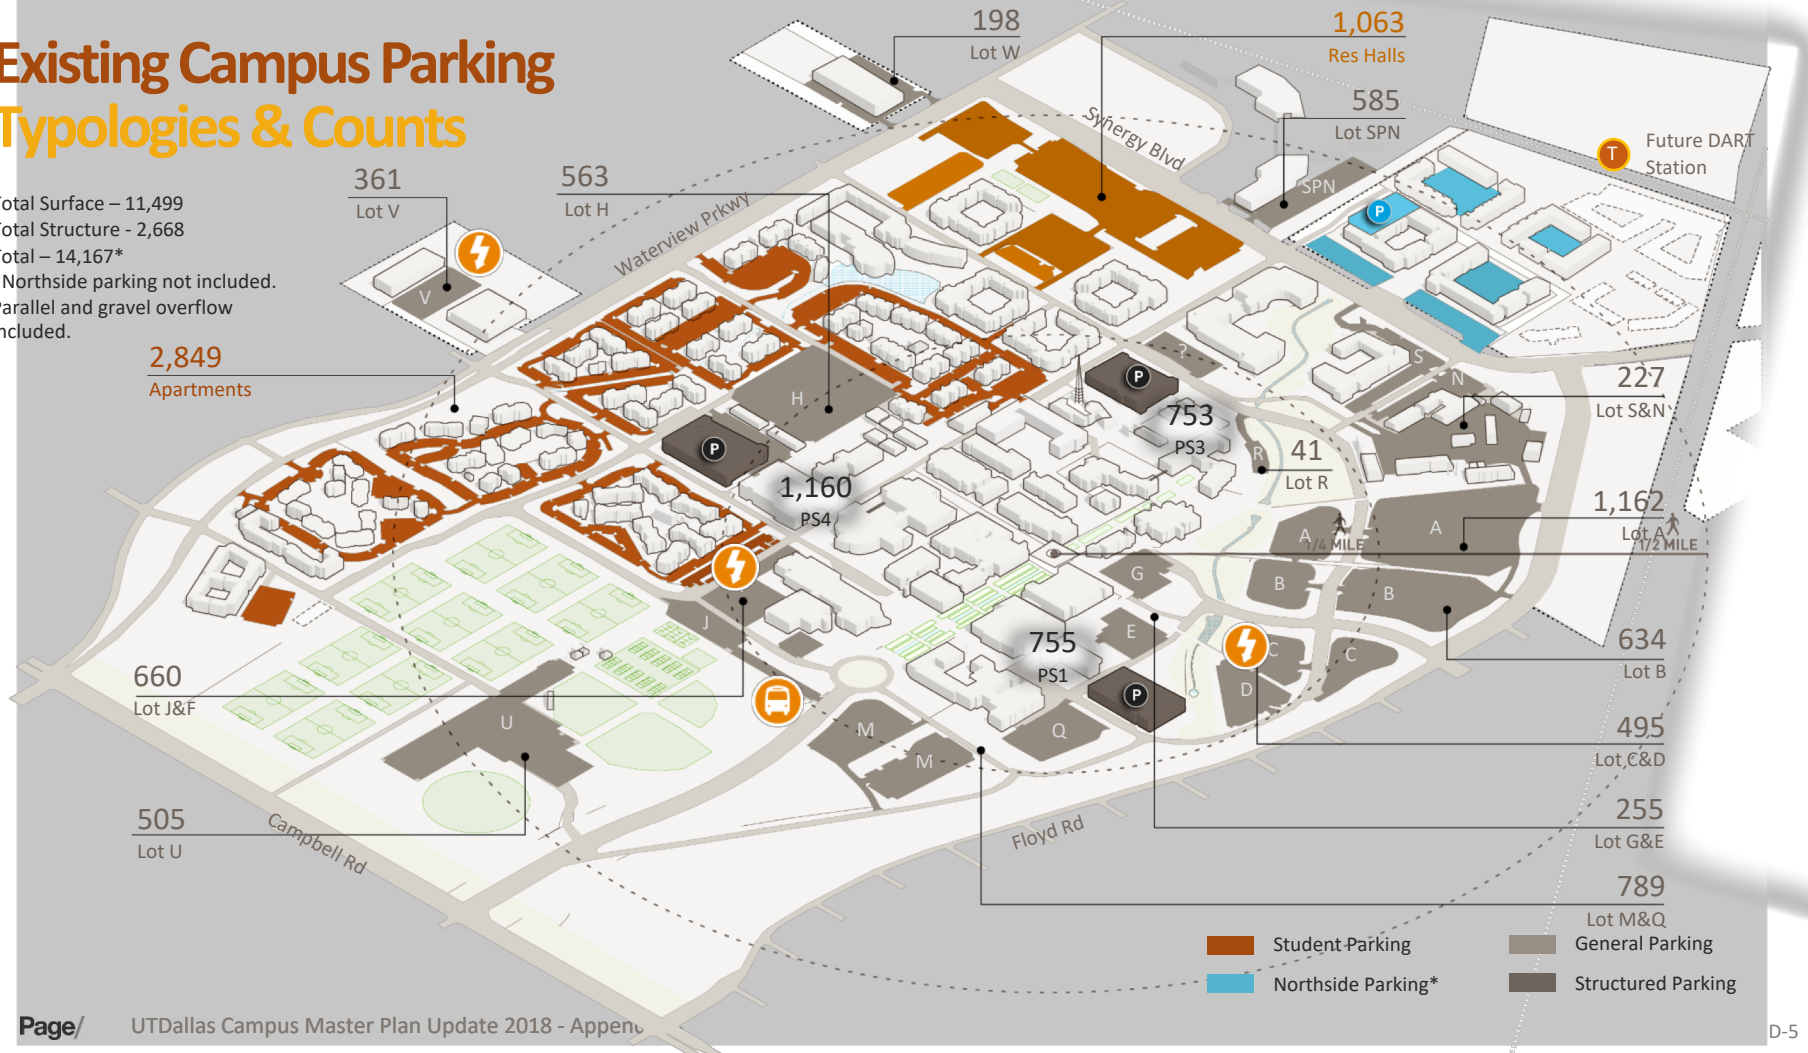 Existing Campus Parking
Typologies & Counts
Total Surface – 11,499
Total Structure - 2,668
Total – 14,167*
Northside parking not included.
Parallel and gravel overflow
included.
198
Lot W
1,063
Res Halls
585
Lot SPN
Synergy Blvd
Future DART
Station
T
SPN
P
361
Lot V
563
Lot H
Waterview Prkwy
V
2,849
Apartments
H
P
P
?
S
N
227
Lot S&N
753
PS3
R
41
Lot R
N
1,160
PS4
1,162
Lot A
A
A
1/4 MILE
1/2 MILE
G
B
B
J
E
755
PS1
C
C
634
Lot B
660
Lot J&F
D
P
U
M
M
Q
495
Lot C&D
505
Lot U
Campbell Rd
Floyd Rd
255
Lot G&E
789
Lot M&Q
Student Parking
General Parking
Northside Parking*
Structured Parking
Page/
UTDallas Campus Master Plan Update 2018 - Appen
D-5